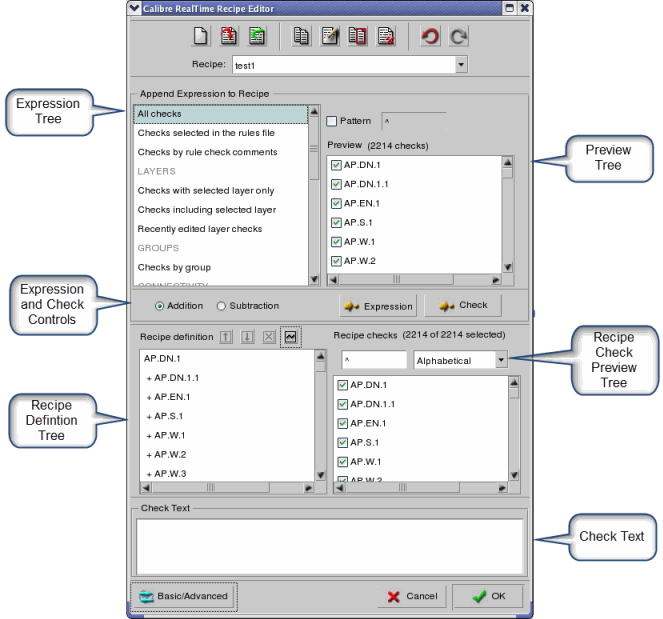 Calibre RealTime Recipe Editor
Recipe: test1
Append Expression to Recipe
Expression Tree
All checks
Checks selected in the rules file
Checks by rule check comments
LAYERS
Checks with selected layer only
Checks including selected layer
Recently edited layer checks
GROUPS
Checks by group
CONNECTIVITY
Pattern ^
Preview (2214 checks)
AP.DN.1
AP.DN.1.1
AP.EN.1
AP.S.1
AP.W.1
AP.W.2
Preview Tree
Expression and Check Controls
Addition Subtraction Expression Check
Recipe definition
AP.DN.1
+ AP.DN.1.1
+ AP.EN.1
+ AP.S.1
+ AP.W.1
+ AP.W.2
+ AP.W.3
Recipe Defintion Tree
Recipe checks (2214 of 2214 selected)
^ Alphabetical
AP.DN.1
AP.DN.1.1
AP.EN.1
AP.S.1
AP.W.1
AP.W.2
Recipe Check Preview Tree
Check Text
Check Text
Basic/Advanced Cancel OK